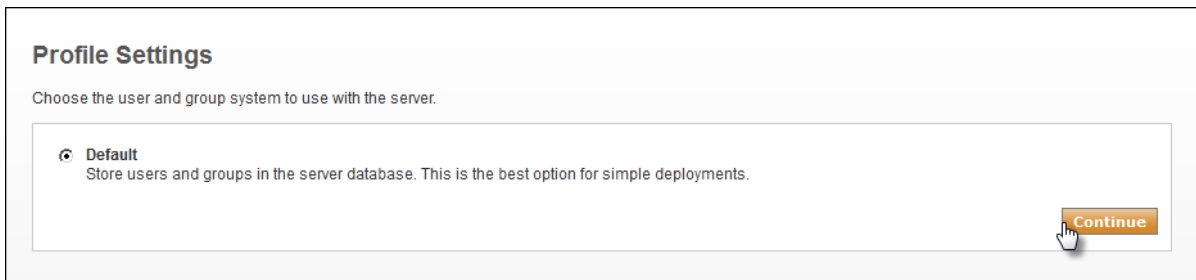 Profile Settings
Choose the user and group system to use with the server.
Default
Store users and groups in the server database. This is the best option for simple deployments.
Continue